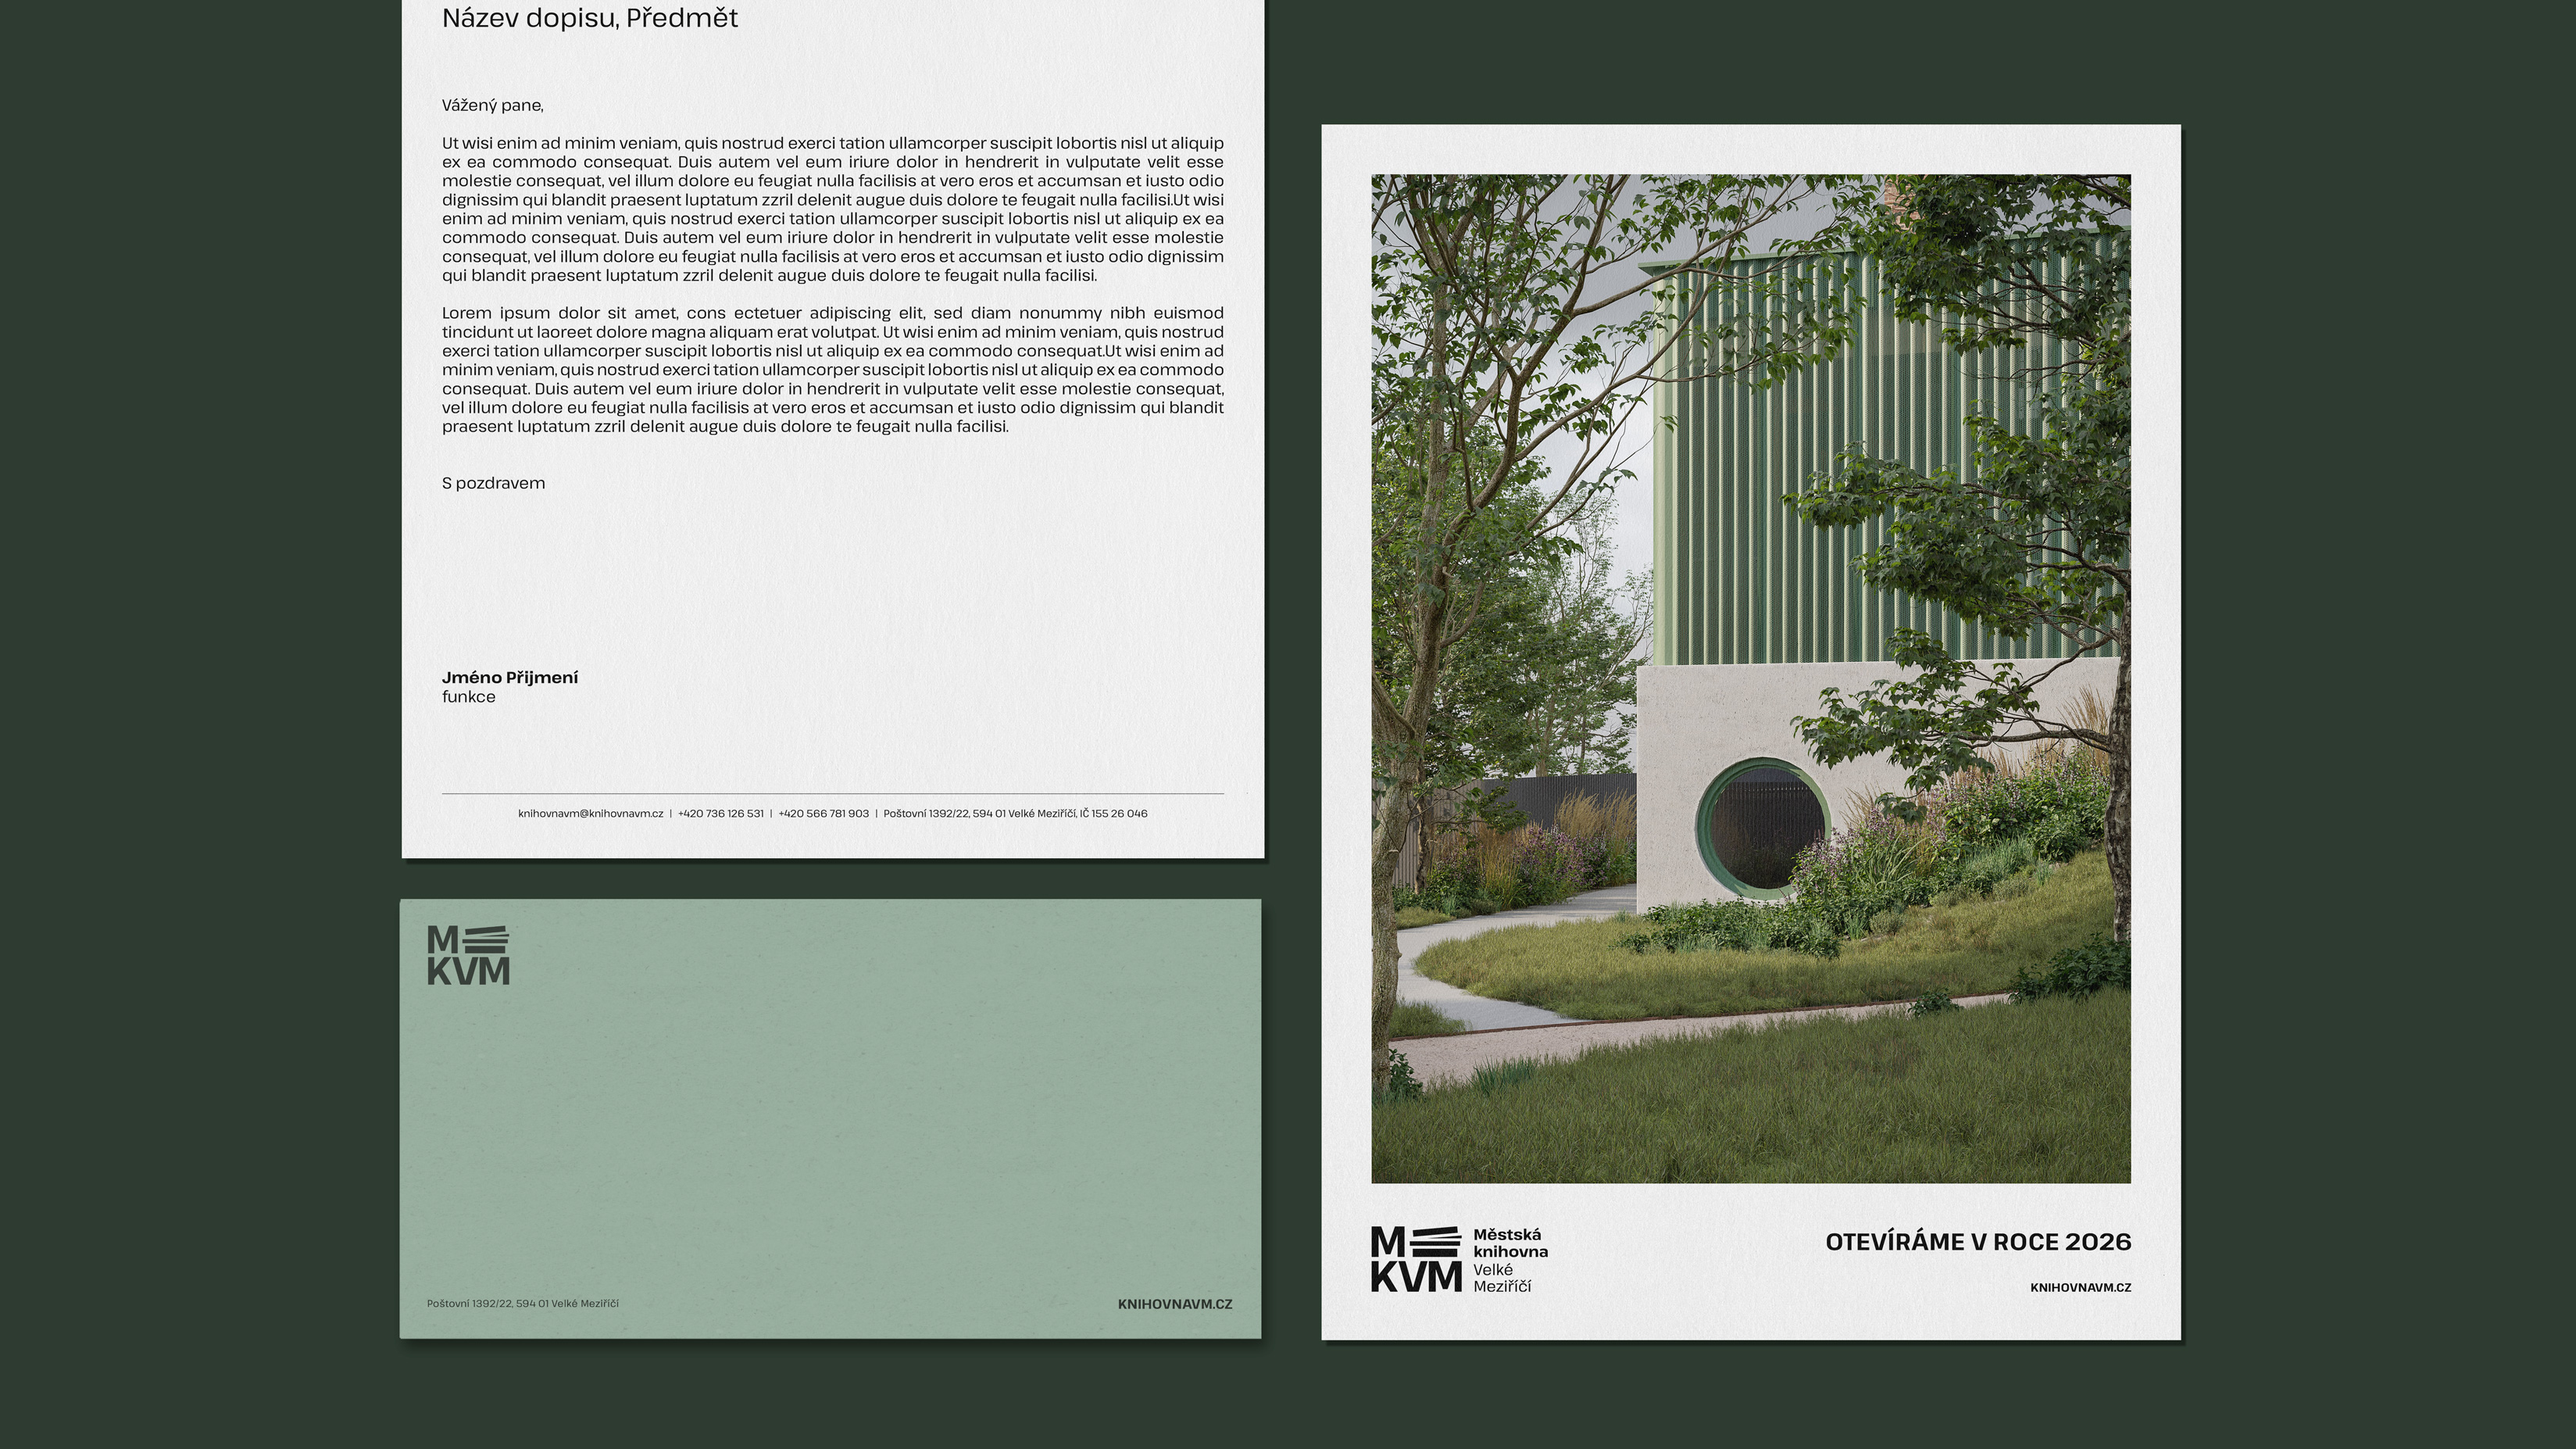 Název dopisu, Předmět
Vážený pane,
Ut wisi enim ad minim veniam, quis nostrud exerci tation ullamcorper suscipit lobortis nisl ut aliquip
ex ea commodo consequat. Duis autem vel eum iriure dolor in hendrerit in vulputate velit esse
molestie consequat, vel illum dolore eu feugiat nulla facilisis at vero eros et accumsan et iusto odio
dignissim qui blandit praesent luptatum zzril delenit augue duis dolore te feugait nulla facilisi.Ut wisi
enim ad minim veniam, quis nostrud exerci tation ullamcorper suscipit lobortis nisl ut aliquip ex ea
commodo consequat. Duis autem vel eum iriure dolor in hendrerit in vulputate velit esse molestie
consequat, vel illum dolore eu feugiat nulla facilisis at vero eros et accumsan et iusto odio dignissim
qui blandit praesent luptatum zzril delenit augue duis dolore te feugait nulla facilisi.
Lorem ipsum dolor sit amet, cons ectetuer adipiscing elit, sed diam nonummy nibh euismod
tincidunt ut laoreet dolore magna aliquam erat volutpat. Ut wisi enim ad minim veniam, quis nostrud
exerci tation ullamcorper suscipit lobortis nisl ut aliquip ex ea commodo consequat.Ut wisi enim ad
minim veniam, quis nostrud exerci tation ullamcorper suscipit lobortis nisl ut aliquip ex ea commodo
consequat. Duis autem vel eum iriure dolor in hendrerit in vulputate velit esse molestie consequat,
vel illum dolore eu feugiat nulla facilisis at vero eros et accumsan et iusto odio dignissim qui blandit
praesent luptatum zzril delenit augue duis dolore te feugait nulla facilisi.
S pozdravem
Jméno Přijmení
funkce
knihovnavm@knihovnavm.cz | +420 736 126 531 | +420 566 781 903 | Poštovní 1392/22, 594 01 Velké Meziříčí, IČ 155 26 046
M
KVM
Poštovní 1392/22, 594 01 Velké Meziříčí
KNIHOVNAVM.CZ
M
KVM
Městská
knihovna
Velké
Meziříčí
OTEVÍRÁME V ROCE 2026
KNIHOVNAVM.CZ